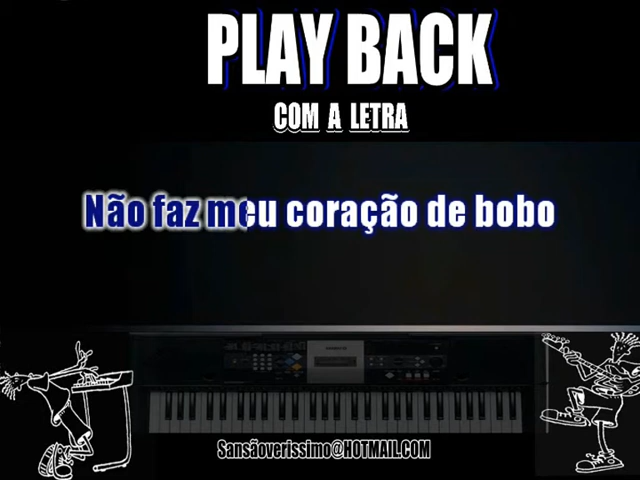 PLAY BACK
COM A LETRA
Não faz meu coração de bobo
Sansãoverissimo@HOTMAIL.COM